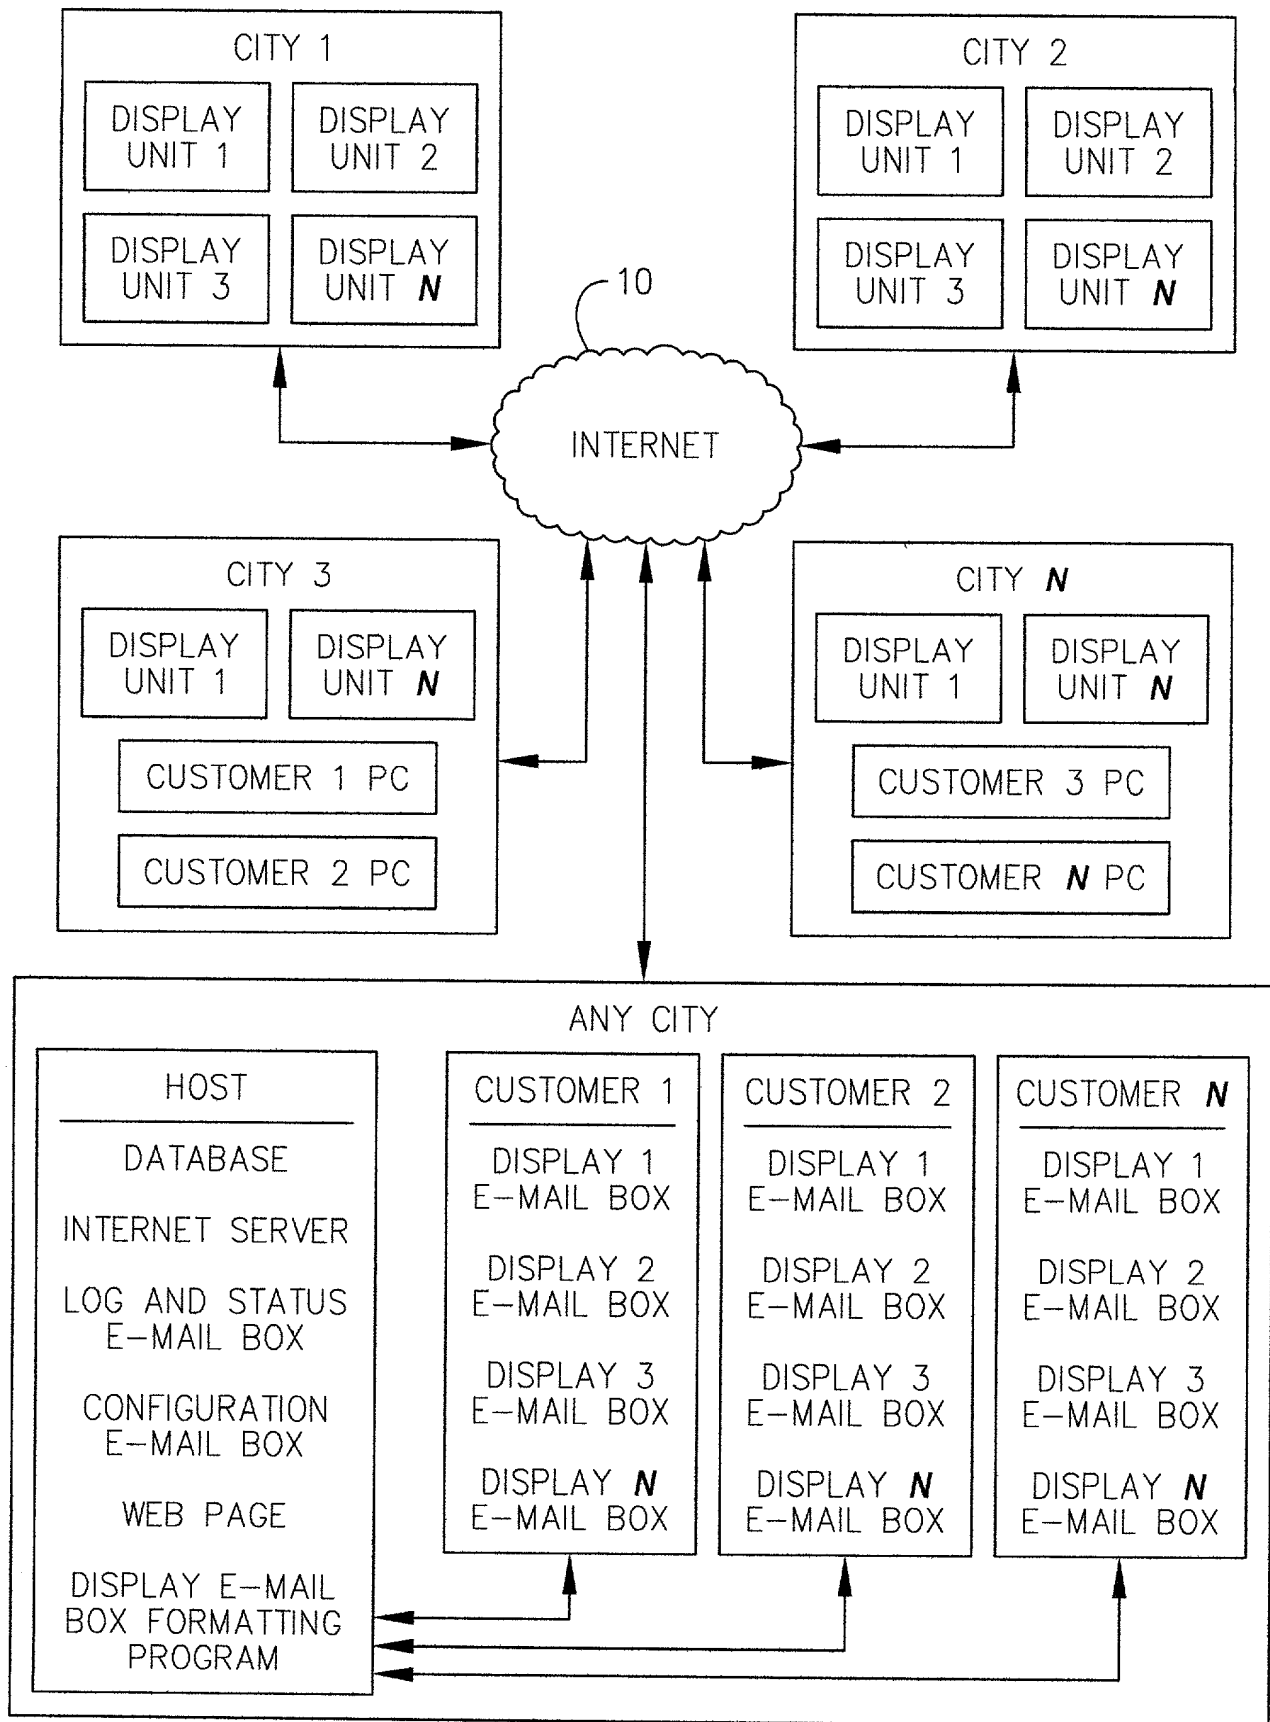 CITY 1
DISPLAY
UNIT 1
DISPLAY
UNIT 2
DISPLAY
UNIT 3
DISPLAY
UNIT N
CITY 2
DISPLAY
UNIT 1
DISPLAY
UNIT 2
DISPLAY
UNIT 3
DISPLAY
UNIT N
10
INTERNET
CITY 3
DISPLAY
UNIT 1
DISPLAY
UNIT N
CUSTOMER 1 PC
CUSTOMER 2 PC
CITY N
DISPLAY
UNIT 1
DISPLAY
UNIT N
CUSTOMER 3 PC
CUSTOMER N PC
ANY CITY
HOST
DATABASE
INTERNET SERVER
LOG AND STATUS
E-MAIL BOX
CONFIGURATION
E-MAIL BOX
WEB PAGE
DISPLAY E-MAIL
BOX FORMATTING
PROGRAM
CUSTOMER 1
DISPLAY 1
E-MAIL BOX
DISPLAY 2
E-MAIL BOX
DISPLAY 3
E-MAIL BOX
DISPLAY N
E-MAIL BOX
CUSTOMER 2
DISPLAY 1
E-MAIL BOX
DISPLAY 2
E-MAIL BOX
DISPLAY 3
E-MAIL BOX
DISPLAY N
E-MAIL BOX
CUSTOMER N
DISPLAY 1
E-MAIL BOX
DISPLAY 2
E-MAIL BOX
DISPLAY 3
E-MAIL BOX
DISPLAY N
E-MAIL BOX